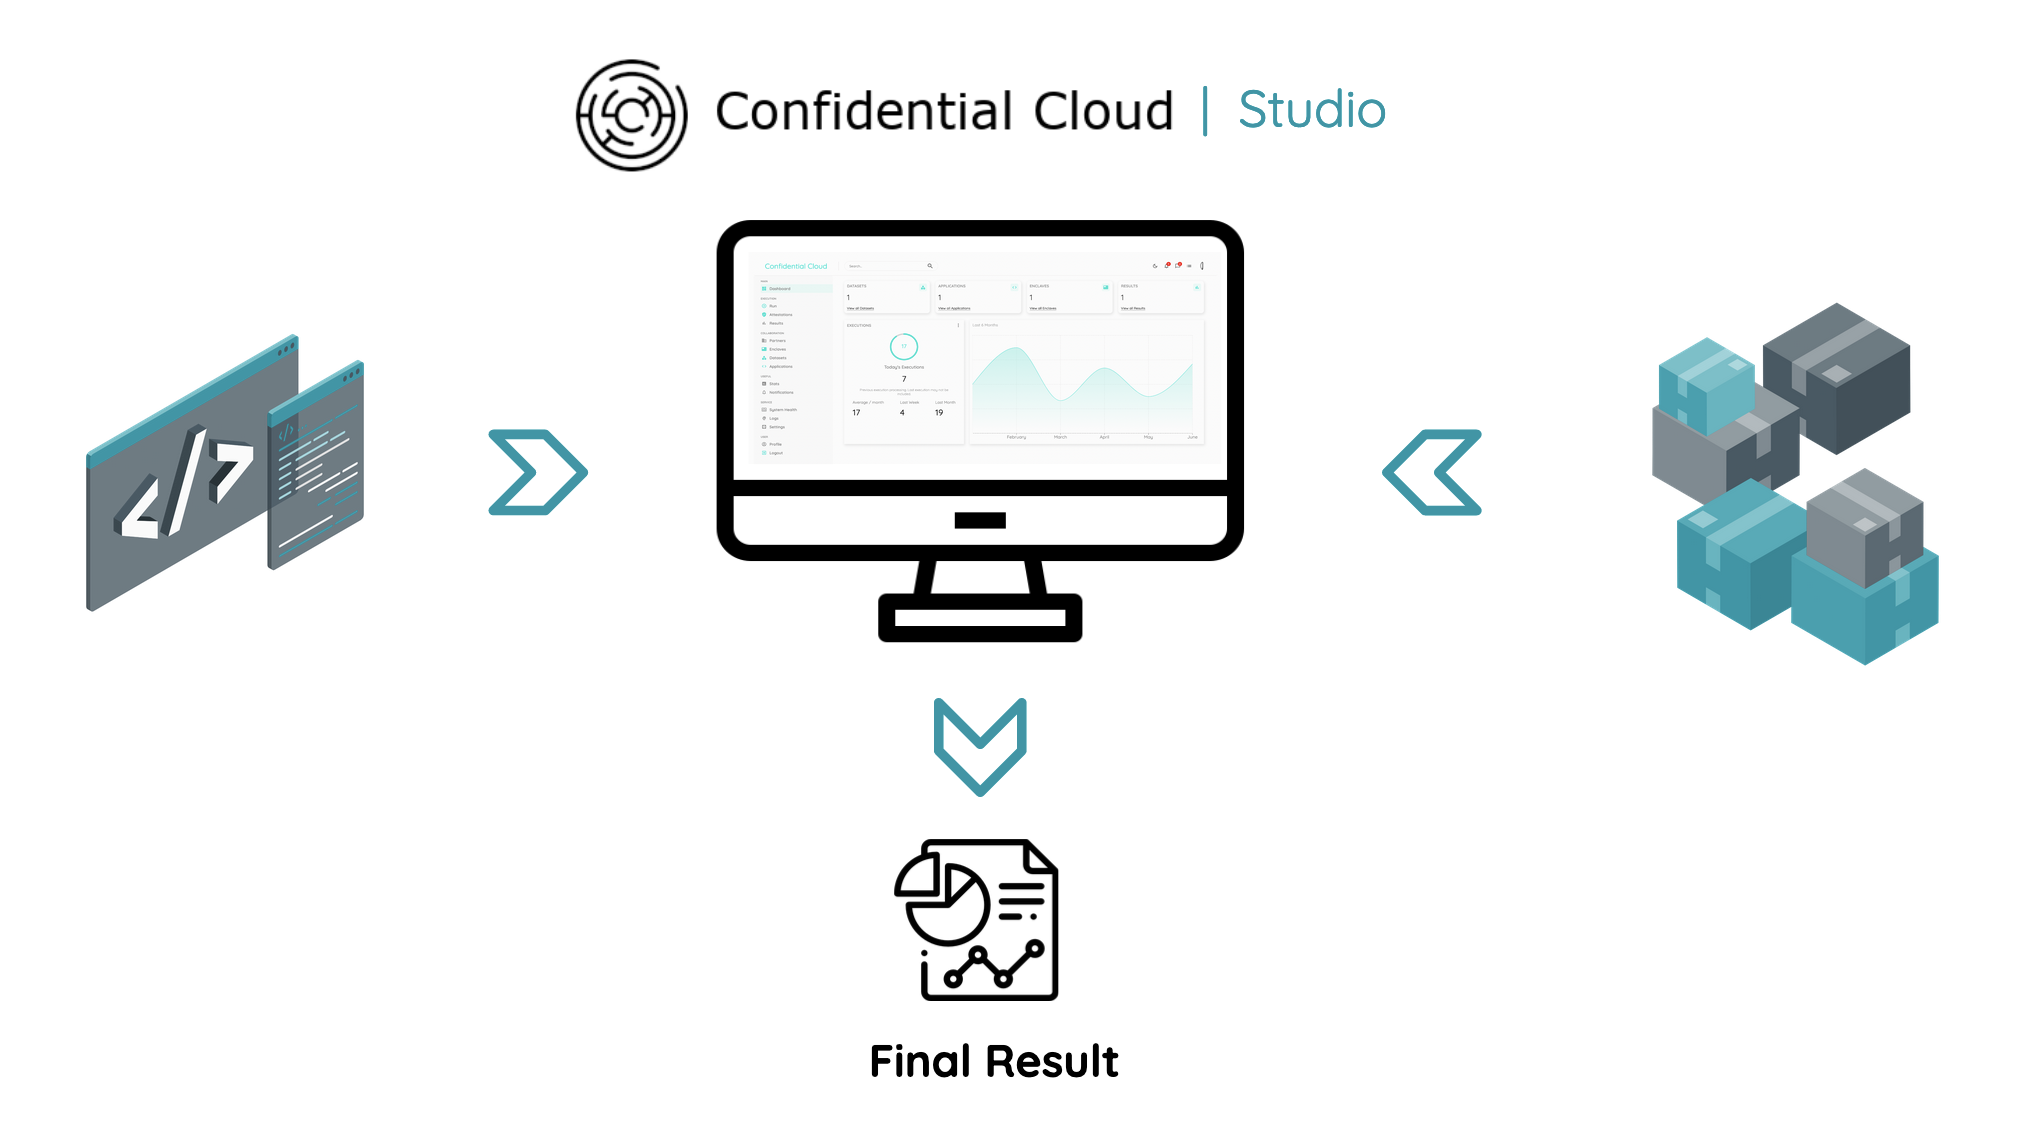 Confidential Cloud | Studio
Confidential Cloud
Search...
Dashboard
Run
Attestations
Results
Partners
Enclaves
Datasets
Applications
Stats
Notifications
System Health
Logs
Settings
Profile
Logout
DATASETS
1
View all Datasets
APPLICATIONS
1
View all Applications
ENCLAVES
1
View all Enclaves
RESULTS
1
View all Results
EXECUTIONS
17
Today's Executions
7
Average / month
Last Week
Last Month
17
4
19
Last 6 Months
February
March
April
May
June
</>
Final Result